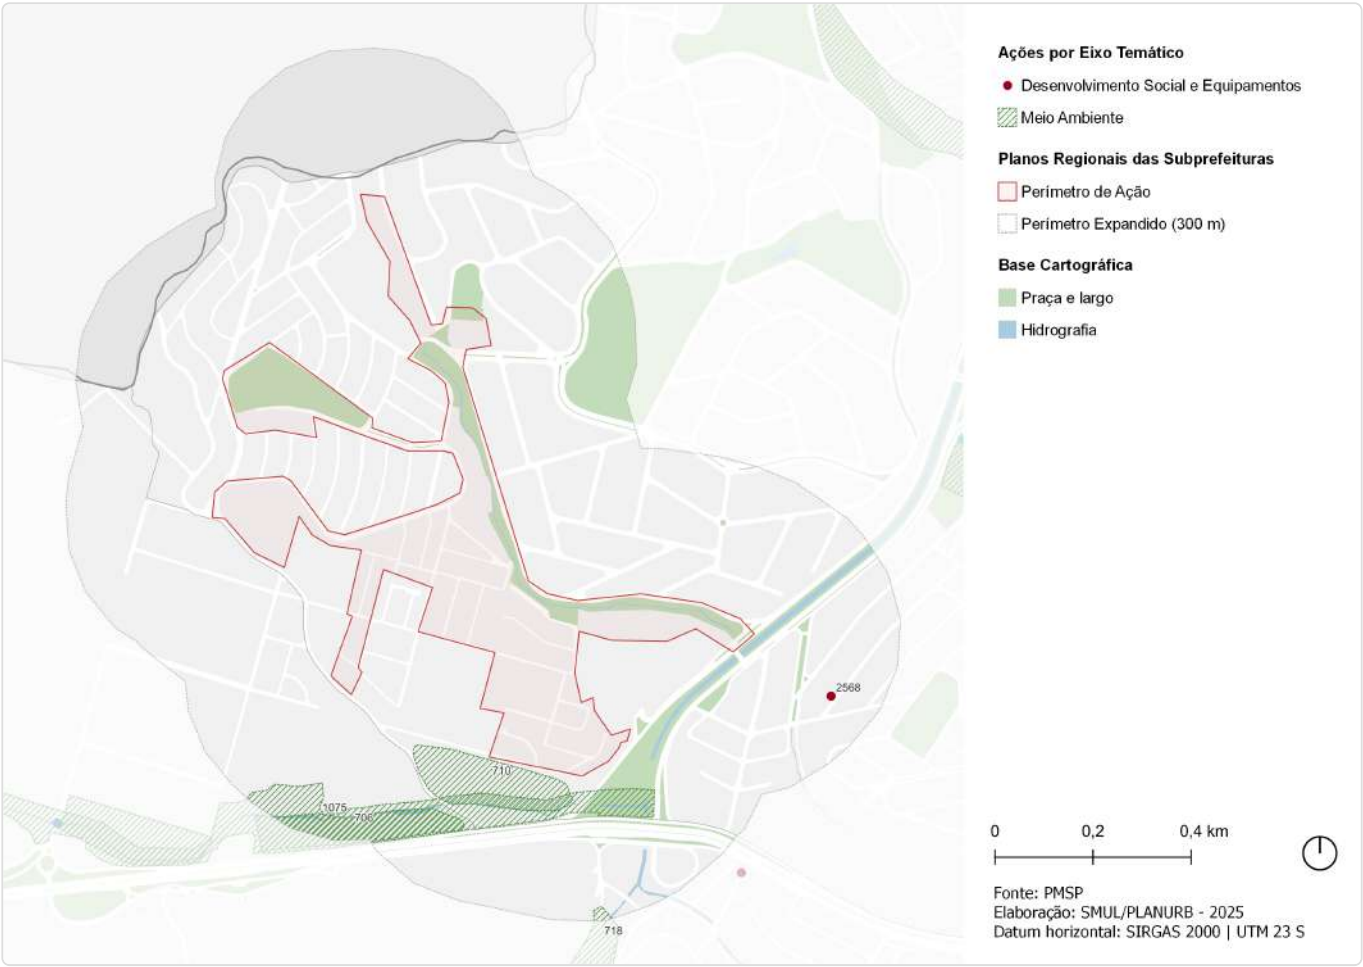 Ações por Eixo Temático
Desenvolvimento Social e Equipamentos
Meio Ambiente
Planos Regionais das Subprefeituras
Perímetro de Ação
Perímetro Expandido (300 m)
Base Cartográfica
Praça e largo
Hidrografia
2568
710
1075
706
718
0 0,2 0,4 km
Fonte: PMSP
Elaboração: SMUL/PLANURB - 2025
Datum horizontal: SIRGAS 2000 | UTM 23 S